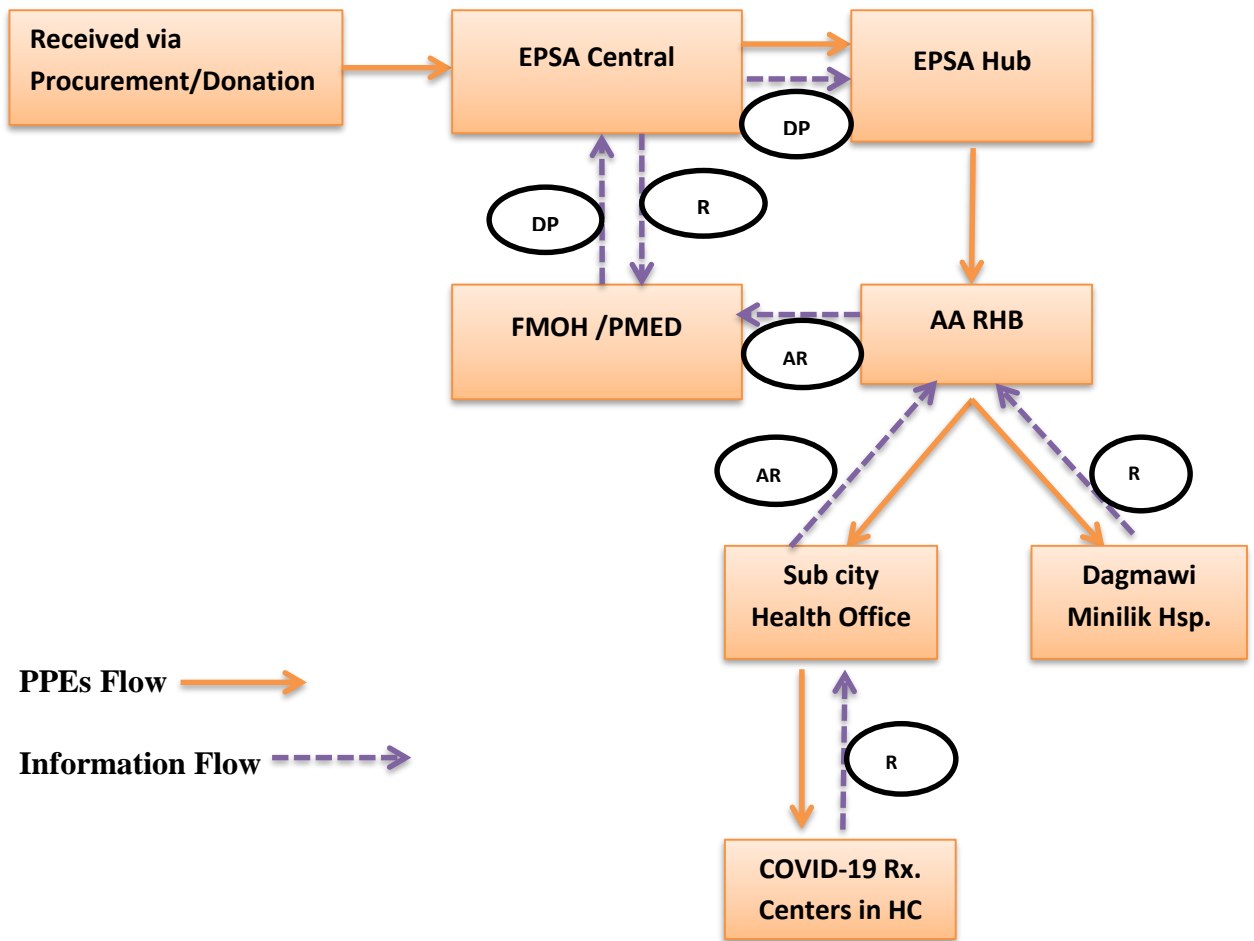 Received via
Procurement/Donation
EPSA Central
EPSA Hub
DP
DP
R
FMOH /PMED
AA RHB
AR
AR
R
Sub city
Health Office
Dagmawi
Minilik Hsp.
PPEs Flow
Information Flow
R
COVID-19 Rx.
Centers in HC